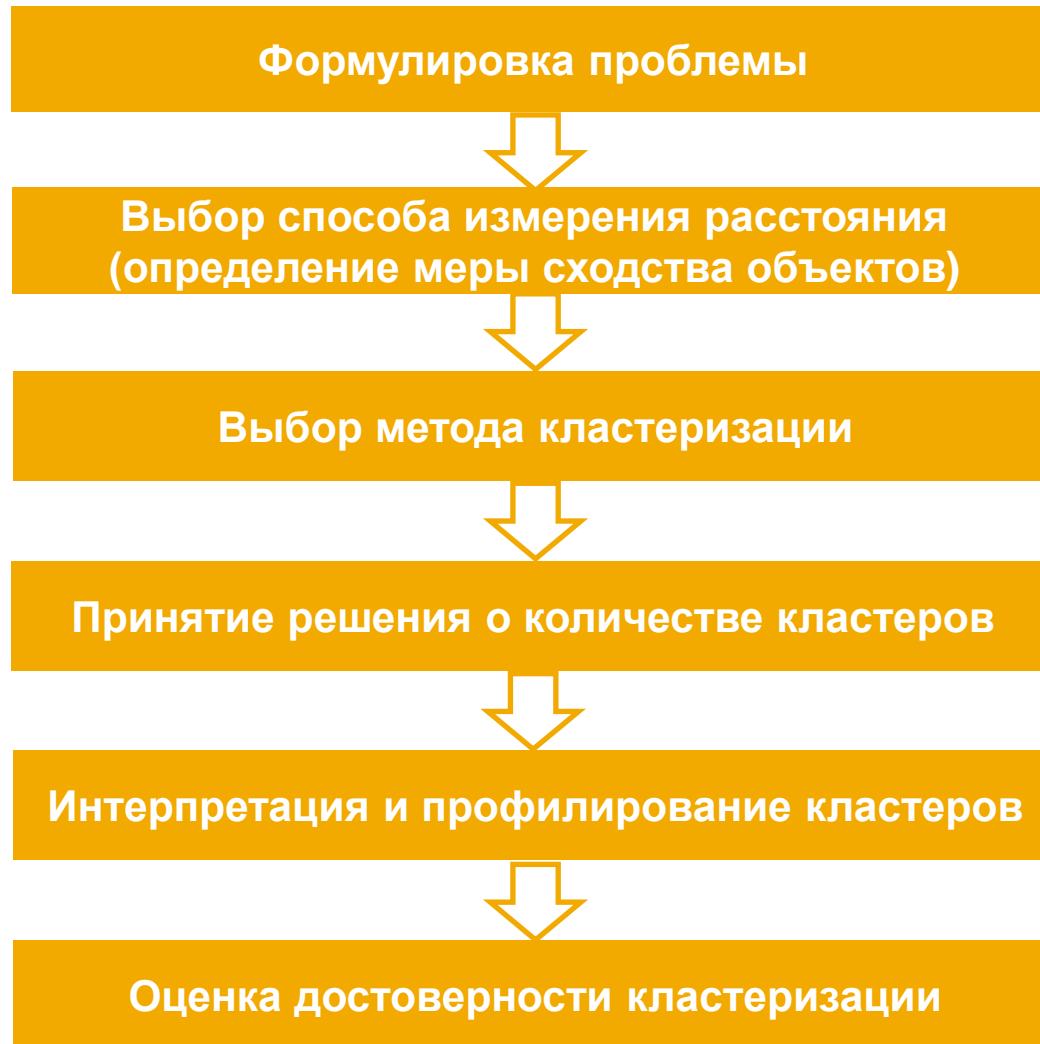 Формулировка проблемы
Выбор способа измерения расстояния
(определение меры сходства объектов)
Выбор метода кластеризации
Принятие решения о количестве кластеров
Интерпретация и профилирование кластеров
Оценка достоверности кластеризации